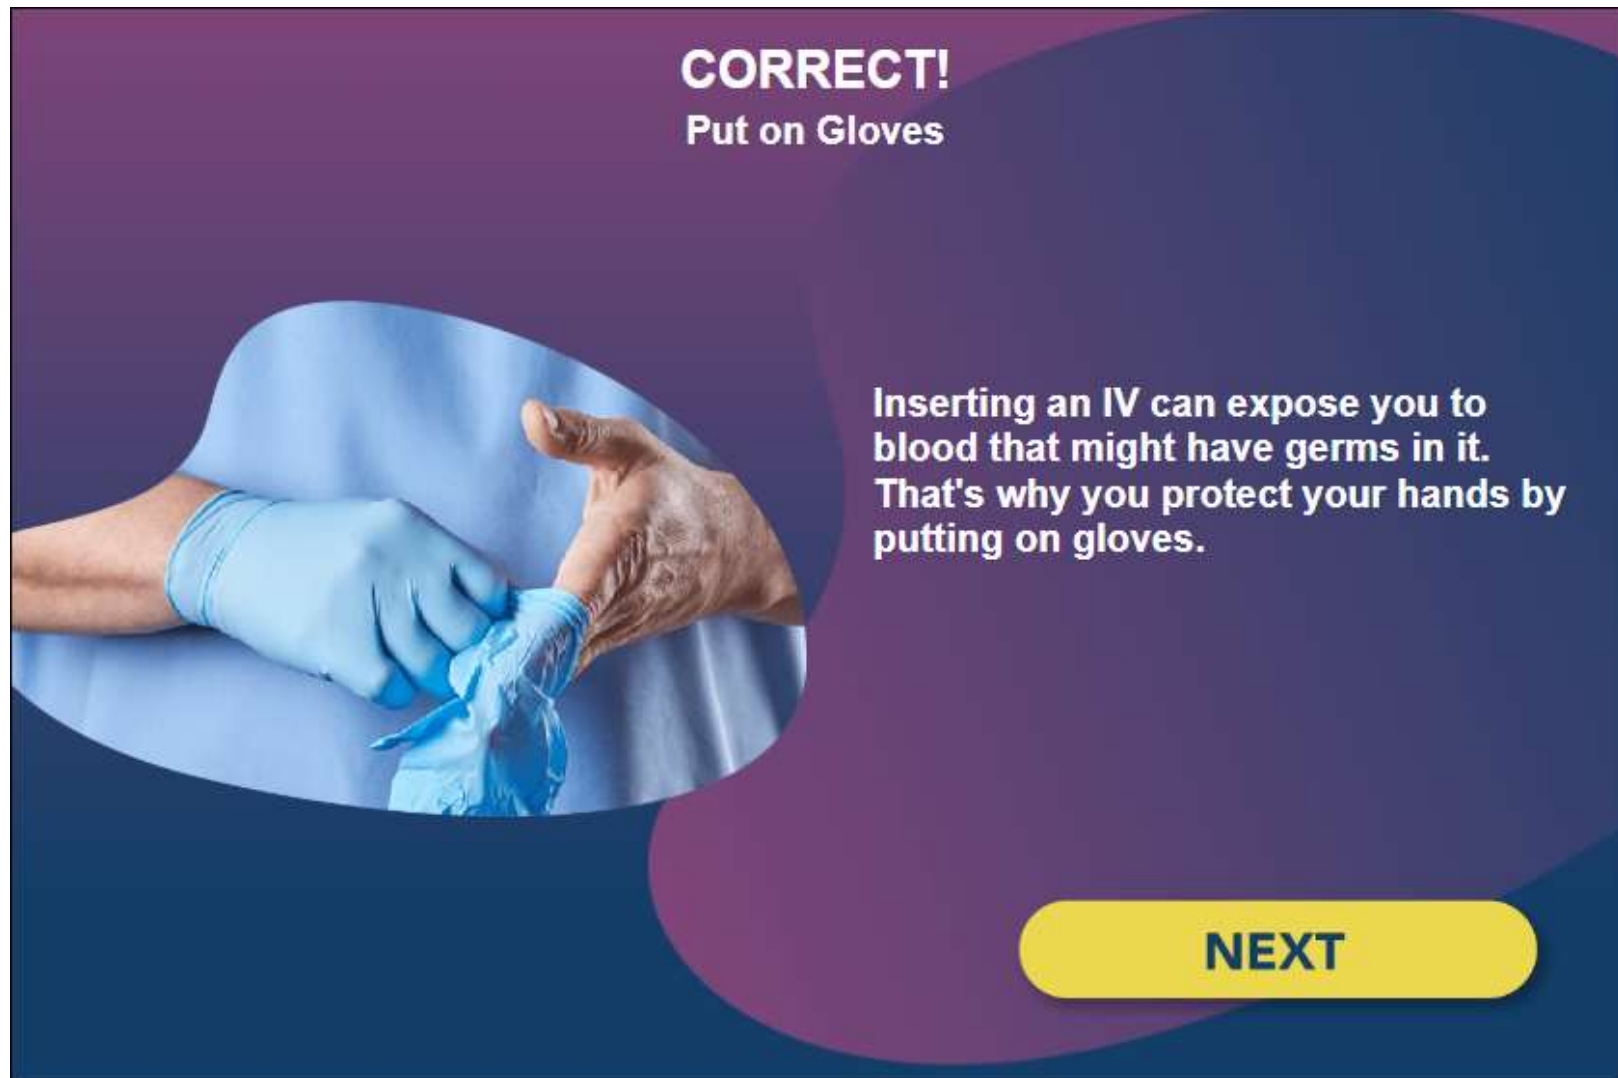 CORRECT!
Put on Gloves
Inserting an IV can expose you to
blood that might have germs in it.
That's why you protect your hands by
putting on gloves.
NEXT